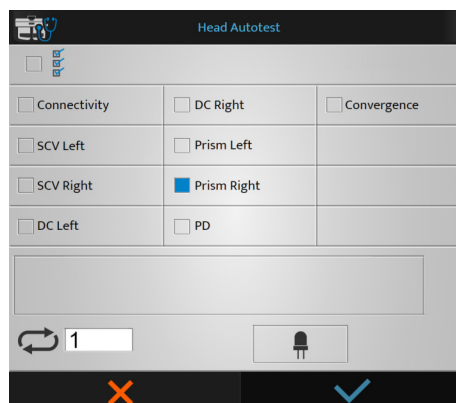 Head Autotest
Connectivity
DC Right
Convergence
SCV Left
Prism Left
SCV Right
Prism Right
DC Left
PD
1